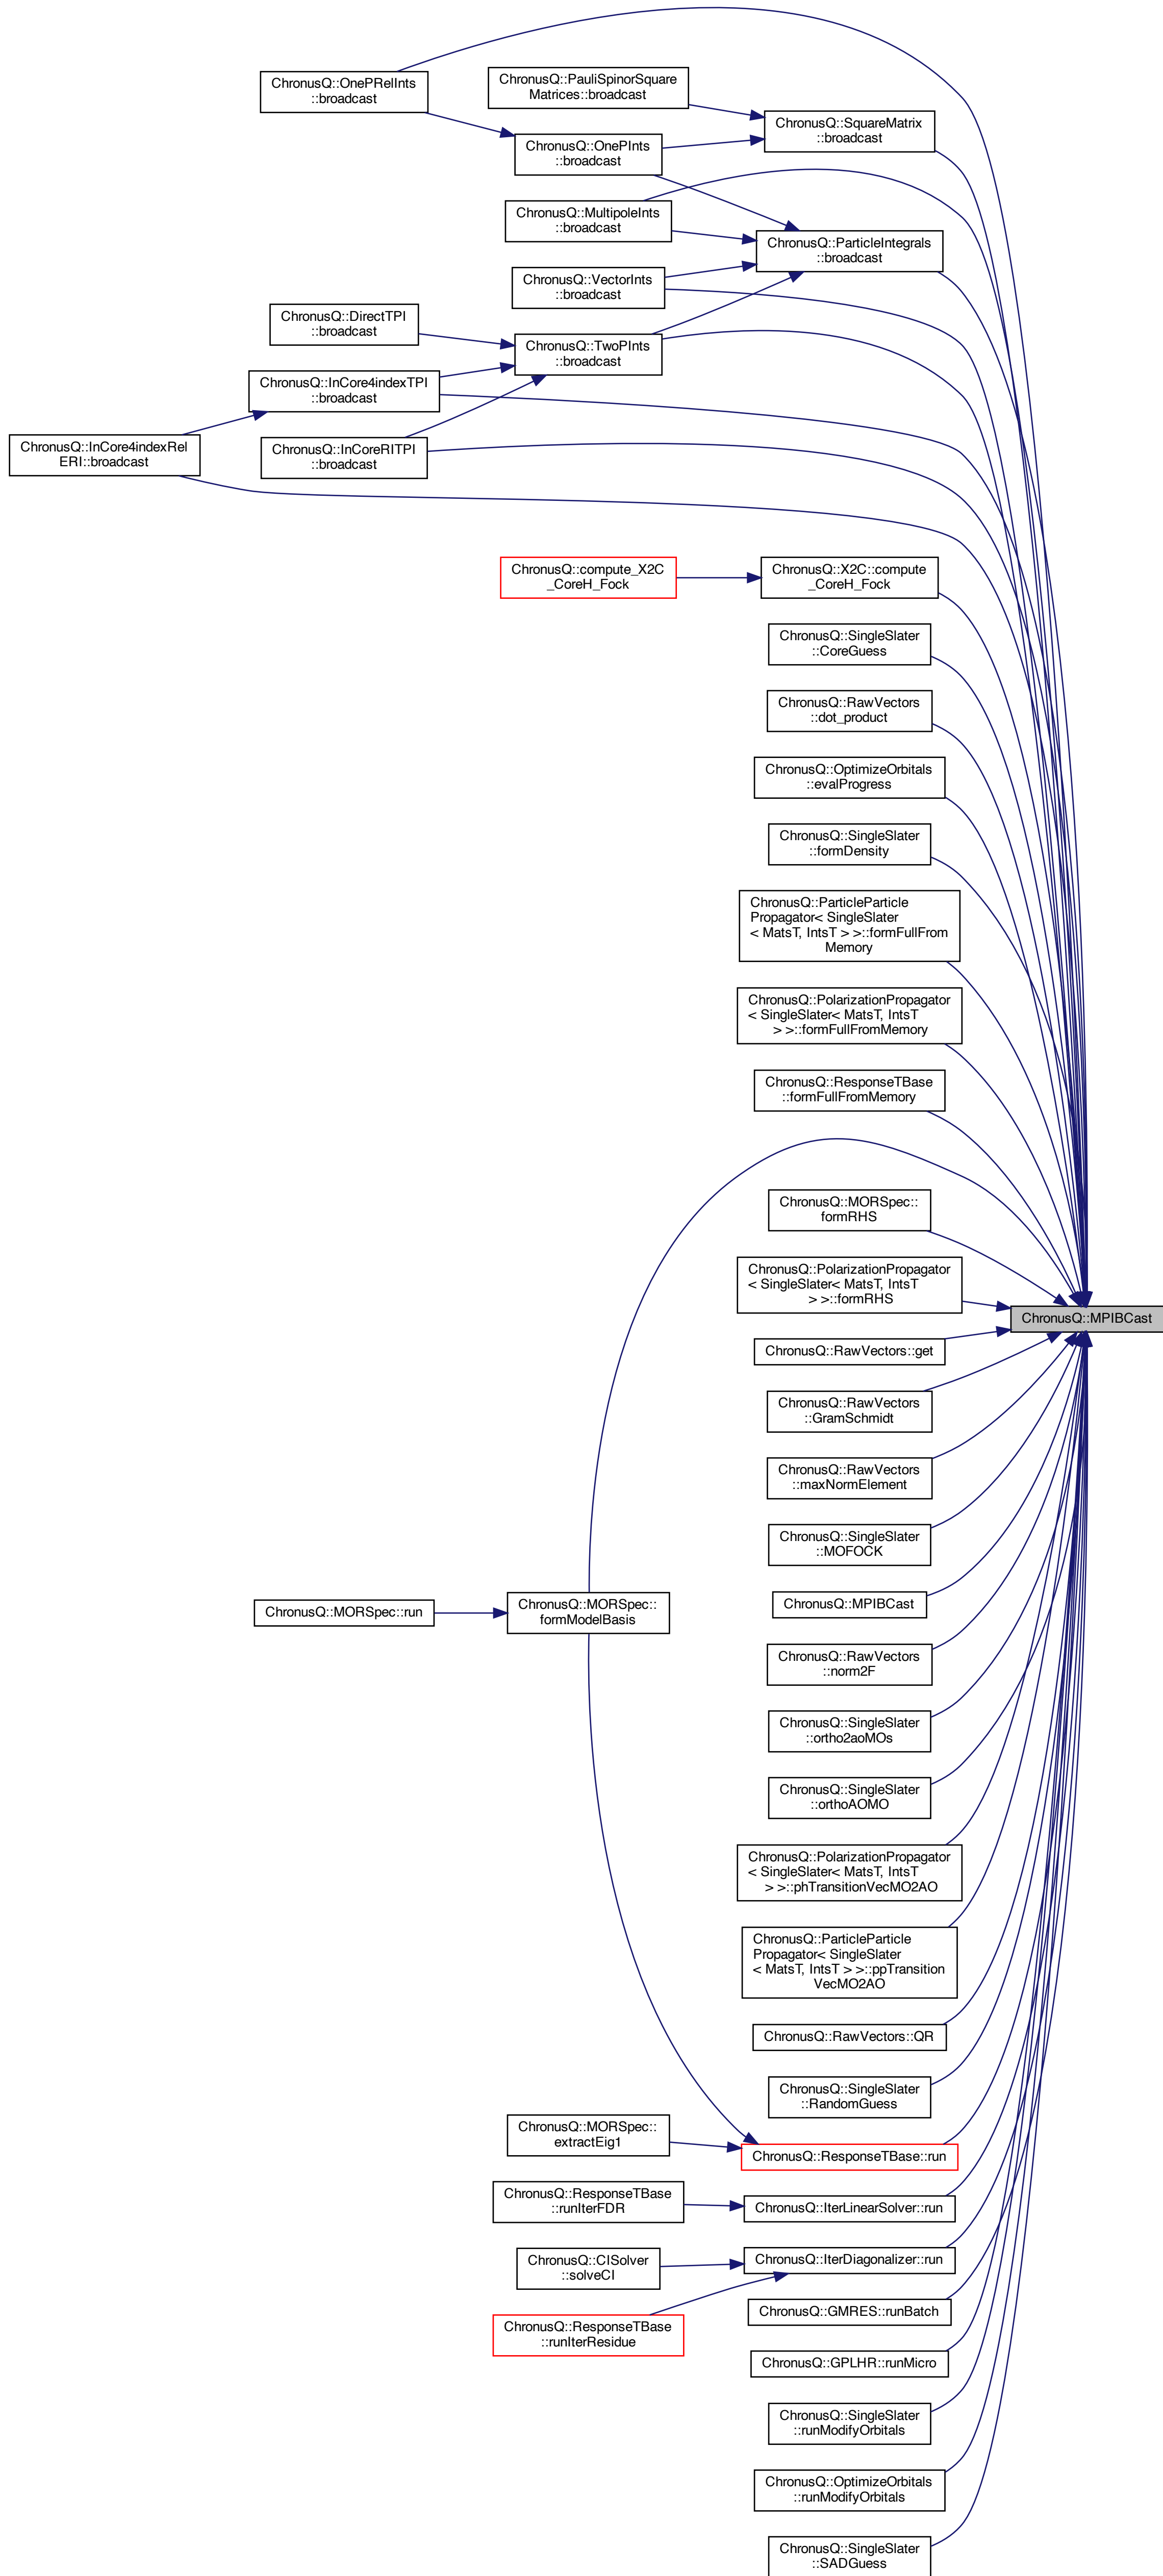 ChronusQ::OnePRelInts
::broadcast
ChronusQ::PauliSpinorSquare
Matrices::broadcast
ChronusQ::SquareMatrix
::broadcast
ChronusQ::OnePInts
::broadcast
ChronusQ::MultipoleInts
::broadcast
ChronusQ::ParticleIntegrals
::broadcast
ChronusQ::VectorInts
::broadcast
ChronusQ::DirectTPI
::broadcast
ChronusQ::TwoPInts
::broadcast
ChronusQ::InCore4indexTPI
::broadcast
ChronusQ::InCore4indexRel
ERI::broadcast
ChronusQ::InCoreRITPI
::broadcast
ChronusQ::compute_X2C
_CoreH_Fock
ChronusQ::X2C::compute
_CoreH_Fock
ChronusQ::SingleSlater
::CoreGuess
ChronusQ::RawVectors
::dot_product
ChronusQ::OptimizeOrbitals
::evalProgress
ChronusQ::SingleSlater
::formDensity
ChronusQ::ParticleParticle
Propagator< SingleSlater
< MatsT, IntsT > >::formFullFrom
Memory
ChronusQ::PolarizationPropagator
< SingleSlater< MatsT, IntsT
> >::formFullFromMemory
ChronusQ::ResponseTBase
::formFullFromMemory
ChronusQ::MORSpec::
formRHS
ChronusQ::PolarizationPropagator
< SingleSlater< MatsT, IntsT
> >::formRHS
ChronusQ::MPIBCast
ChronusQ::RawVectors::get
ChronusQ::RawVectors
::GramSchmidt
ChronusQ::RawVectors
::maxNormElement
ChronusQ::SingleSlater
::MOFOCK
ChronusQ::MORSpec::run
ChronusQ::MORSpec::
formModelBasis
ChronusQ::MPIBCast
ChronusQ::RawVectors
::norm2F
ChronusQ::SingleSlater
::ortho2aoMOs
ChronusQ::SingleSlater
::orthoAOMO
ChronusQ::PolarizationPropagator
< SingleSlater< MatsT, IntsT
> >::phTransitionVecMO2AO
ChronusQ::ParticleParticle
Propagator< SingleSlater
< MatsT, IntsT > >::ppTransition
VecMO2AO
ChronusQ::RawVectors::QR
ChronusQ::SingleSlater
::RandomGuess
ChronusQ::MORSpec::
extractEig1
ChronusQ::ResponseTBase::run
ChronusQ::ResponseTBase
::runIterFDR
ChronusQ::IterLinearSolver::run
ChronusQ::CISolver
::solveCI
ChronusQ::IterDiagonalizer::run
ChronusQ::ResponseTBase
::runIterResidue
ChronusQ::GMRES::runBatch
ChronusQ::GPLHR::runMicro
ChronusQ::SingleSlater
::runModifyOrbitals
ChronusQ::OptimizeOrbitals
::runModifyOrbitals
ChronusQ::SingleSlater
::SADGuess